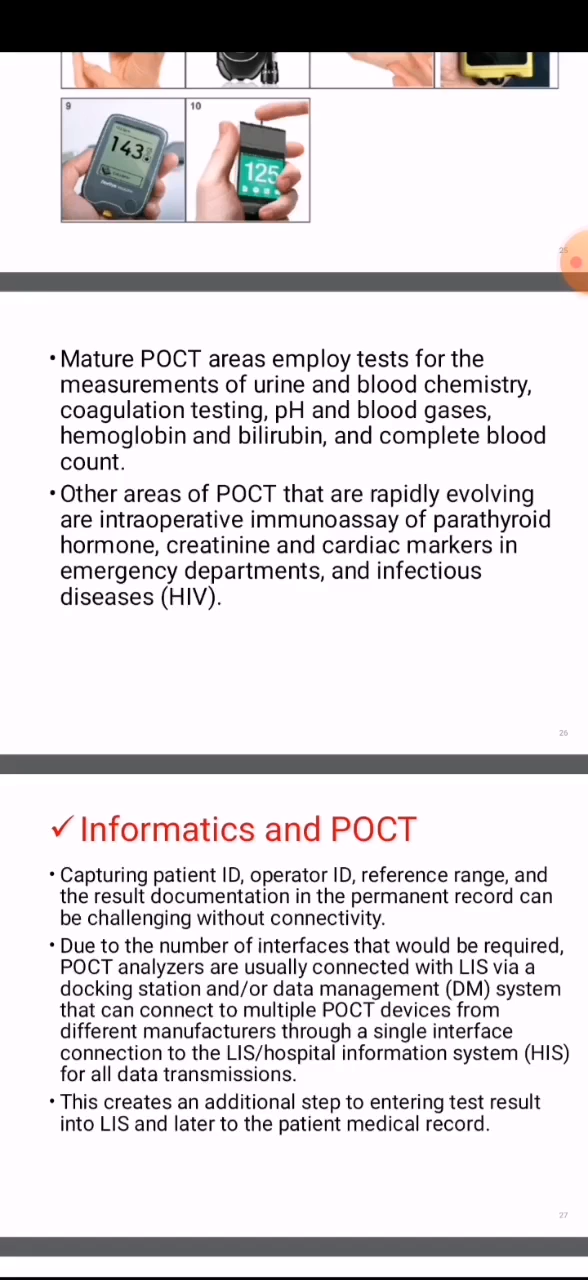 9
10
143
125
25
•Mature POCT areas employ tests for the
measurements of urine and blood chemistry,
coagulation testing, pH and blood gases,
hemoglobin and bilirubin, and complete blood
count.
•Other areas of POCT that are rapidly evolving
are intraoperative immunoassay of parathyroid
hormone, creatinine and cardiac markers in
emergency departments, and infectious
diseases (HIV).
26
✓Informatics and POCT
•Capturing patient ID, operator ID, reference range, and
the result documentation in the permanent record can
be challenging without connectivity.
•Due to the number of interfaces that would be required,
POCT analyzers are usually connected with LIS via a
docking station and/or data management (DM) system
that can connect to multiple POCT devices from
different manufacturers through a single interface
connection to the LIS/hospital information system (HIS)
for all data transmissions.
•This creates an additional step to entering test result
into LIS and later to the patient medical record.
27